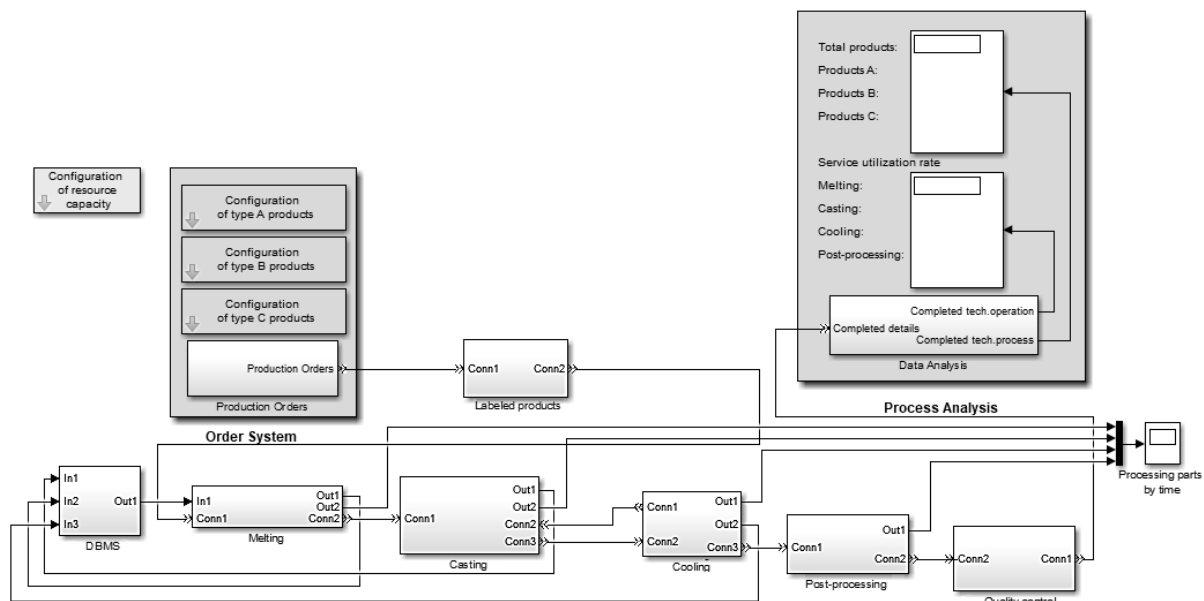 Configuration
of resource
capacity
Configuration
of type A products
Configuration
of type B products
Configuration
of type C products
Production Orders
Production Orders
Order System
Conn1
Conn2
Labeled products
Total products:
Products A:
Products B:
Products C:
Service utilization rate
Melting:
Casting:
Cooling:
Post-processing:
Completed details
Completed tech.operation
Completed tech.process
Data Analysis
Process Analysis
Processing parts
by time
In1
In2
In3
Out1
DBMS
In1
Conn1
Out1
Out2
Conn2
Melting
Conn1
Out1
Out2
Conn2
Conn3
Casting
Conn1
Conn2
Out1
Out2
Conn3
Cooling
Conn1
Out1
Conn2
Post-processing
Conn2
Conn1
Quality control